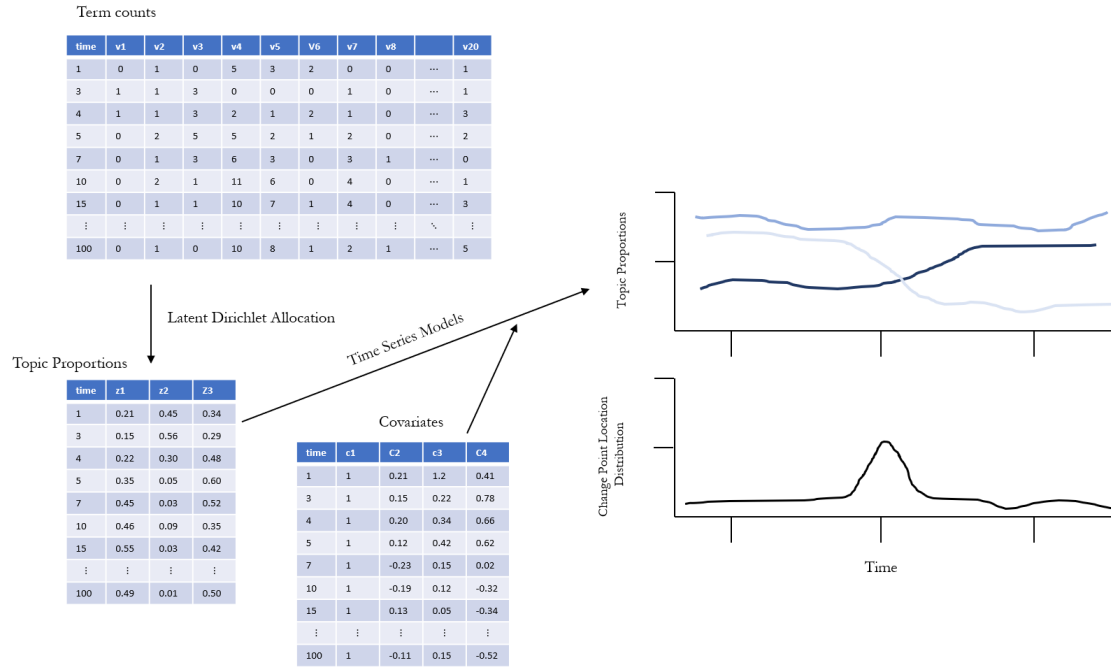 Term counts
time v1 v2 v3 v4 v5 V6 v7 v8 v20
1 0 1 0 5 3 2 0 0 ... 1
3 1 1 3 0 0 0 1 0 ... 1
4 1 1 3 2 1 2 1 0 ... 3
5 0 2 5 5 2 1 2 0 ... 2
7 0 1 3 6 3 0 3 1 ... 0
10 0 2 1 11 6 0 4 0 ... 1
15 0 1 1 10 7 1 4 0 ... 3
⋮ ⋮ ⋮ ⋮ ⋮ ⋮ ⋮ ⋮ ⋮ ⋱ ⋮
100 0 1 0 10 8 1 2 1 ... 5
Latent Dirichlet Allocation
Topic Proportions
time z1 z2 Z3
1 0.21 0.45 0.34
3 0.15 0.56 0.29
4 0.22 0.30 0.48
5 0.35 0.05 0.60
7 0.45 0.03 0.52
10 0.46 0.09 0.35
15 0.55 0.03 0.42
⋮ ⋮ ⋮ ⋮
100 0.49 0.01 0.50
Time Series Models
Covariates
time c1 C2 c3 C4
1 1 0.21 1.2 0.41
3 1 0.15 0.22 0.78
4 1 0.20 0.34 0.66
5 1 0.12 0.42 0.62
7 1 -0.23 0.15 0.02
10 1 -0.19 0.12 -0.32
15 1 0.13 0.05 -0.34
⋮ ⋮ ⋮ ⋮ ⋮
100 1 -0.11 0.15 -0.52
Topic Proportions
Change Point Location
Distribution
Time